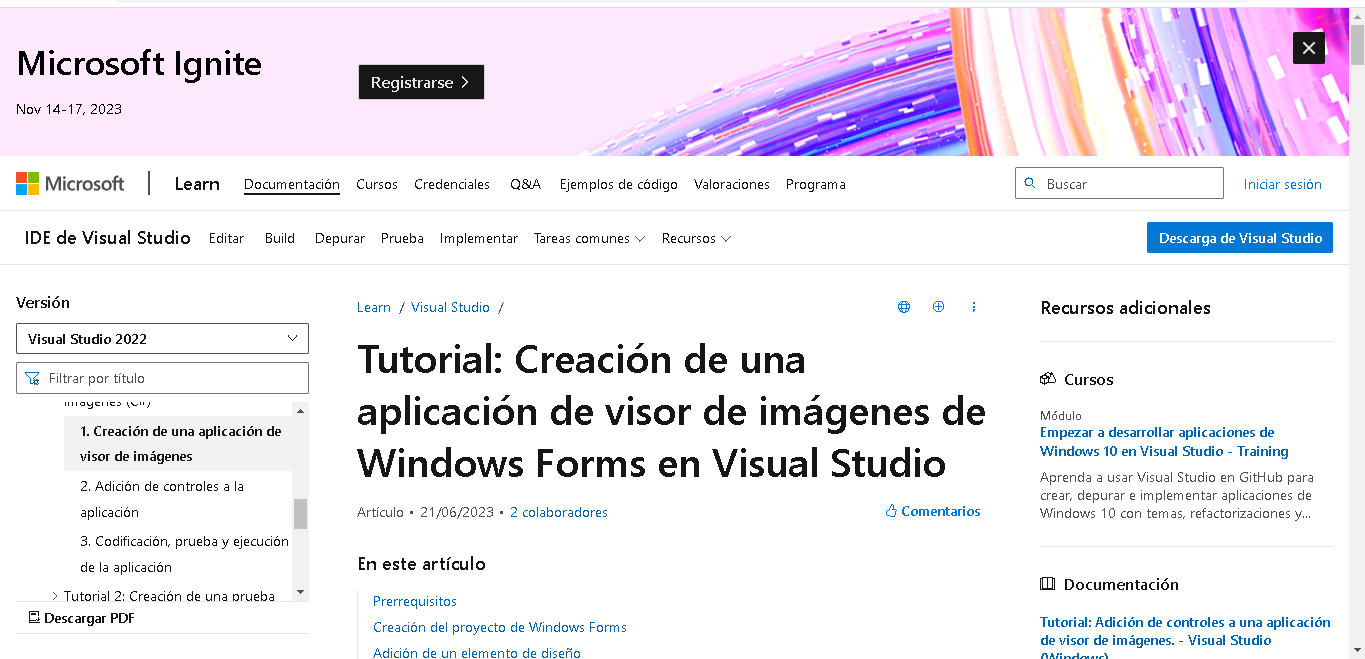 Microsoft Ignite
Nov 14-17, 2023
Registrarse
Microsoft
Learn
Documentación
Cursos
Credenciales
Q&A
Ejemplos de código
Valoraciones
Programa
Buscar
Iniciar sesión
IDE de Visual Studio
Editar
Build
Depurar
Prueba
Implementar
Tareas comunes
Recursos
Descarga de Visual Studio
Versión
Visual Studio 2022
Filtrar por título
imágenes (C#)
1. Creación de una aplicación de
visor de imágenes
2. Adición de controles a la
aplicación
3. Codificación, prueba y ejecución
de la aplicación
Tutorial 2: Creación de una prueba
Descargar PDF
Learn / Visual Studio /
Tutorial: Creación de una
aplicación de visor de imágenes de
Windows Forms en Visual Studio
Artículo • 21/06/2023 • 2 colaboradores
Comentarios
En este artículo
Prerrequisitos
Creación del proyecto de Windows Forms
Adición de un elemento de diseño
Recursos adicionales
Cursos
Módulo
Empezar a desarrollar aplicaciones de
Windows 10 en Visual Studio - Training
Aprenda a usar Visual Studio en GitHub para
crear, depurar e implementar aplicaciones de
Windows 10 con temas, refactorizaciones y...
Documentación
Tutorial: Adición de controles a una aplicación
de visor de imágenes. - Visual Studio
(Windows)